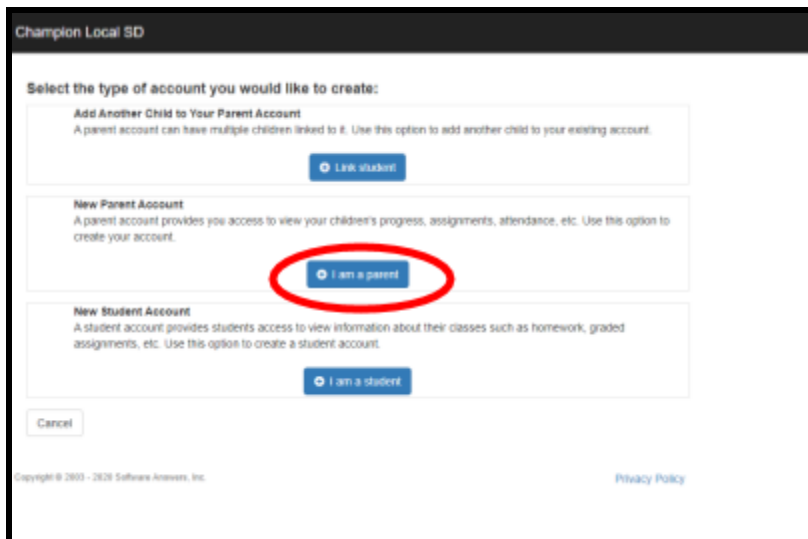 Champion Local SD
Select the type of account you would like to create:
Add Another Child to Your Parent Account
A parent account can have multiple children linked to it. Use this option to add another child to your existing account.
Link student
New Parent Account
A parent account provides you access to view your children's progress, assignments, attendance, etc. Use this option to
create your account.
I am a parent
New Student Account
A student account provides students access to view information about their classes such as homework, graded
assignments, etc. Use this option to create a student account.
I am a student
Cancel
Copyright © 2003 - 2020 Software Answers, Inc.
Privacy Policy